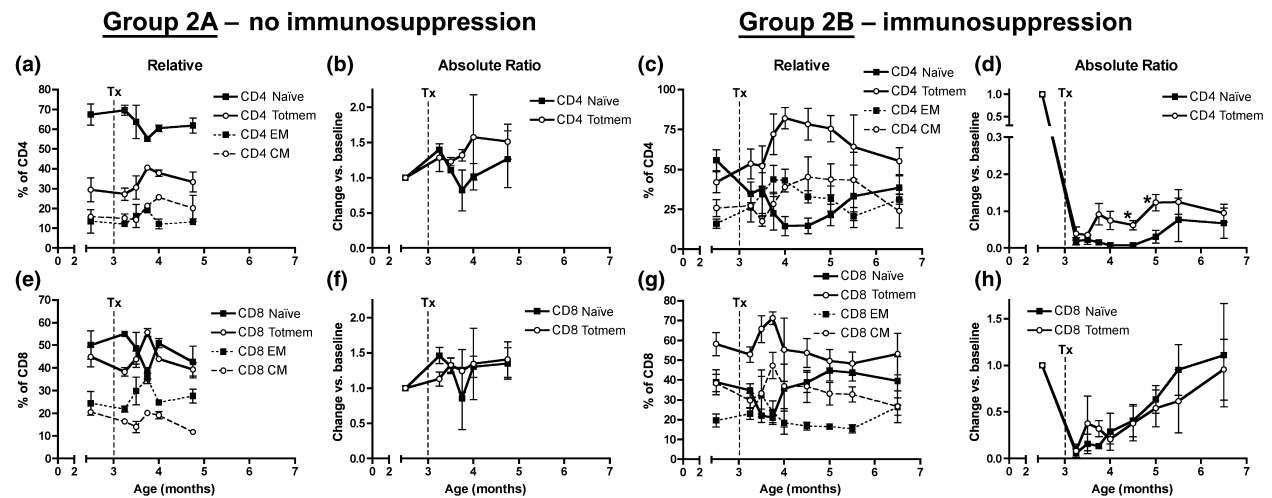 Group 2A – no immunosuppression
Group 2B – immunosuppression
(a)
Relative
Tx
CD4 Naïve
CD4 Totmem
CD4 EM
CD4 CM
% of CD4
80
70
60
50
40
30
20
10
0
0 2 3 4 5 6 7
(b)
Absolute Ratio
Tx
CD4 Naïve
CD4 Totmem
Change vs. baseline
2.0
1.5
1.0
0.5
0.0
0 2 3 4 5 6 7
(c)
Relative
Tx
CD4 Naïve
CD4 Totmem
CD4 EM
CD4 CM
% of CD4
100
75
50
25
0
0 2 3 4 5 6 7
(d)
Absolute Ratio
Tx
CD4 Naïve
CD4 Totmem
Change vs. baseline
1.0
0.5
0.3
0.2
0.1
0.0
* *
0 2 3 4 5 6 7
(e)
Tx
CD8 Naïve
CD8 Totmem
CD8 EM
CD8 CM
% of CD8
70
60
50
40
30
20
10
0
0 2 3 4 5 6 7
Age (months)
(f)
Tx
CD8 Naïve
CD8 Totmem
Change vs. baseline
2.0
1.5
1.0
0.5
0.0
0 2 3 4 5 6 7
Age (months)
(g)
Tx
CD8 Naïve
CD8 Totmem
CD8 EM
CD8 CM
% of CD8
80
70
60
50
40
30
20
10
0
0 2 3 4 5 6 7
Age (months)
(h)
Tx
CD8 Naïve
CD8 Totmem
Change vs. baseline
1.5
1.0
0.5
0.0
0 2 3 4 5 6 7
Age (months)